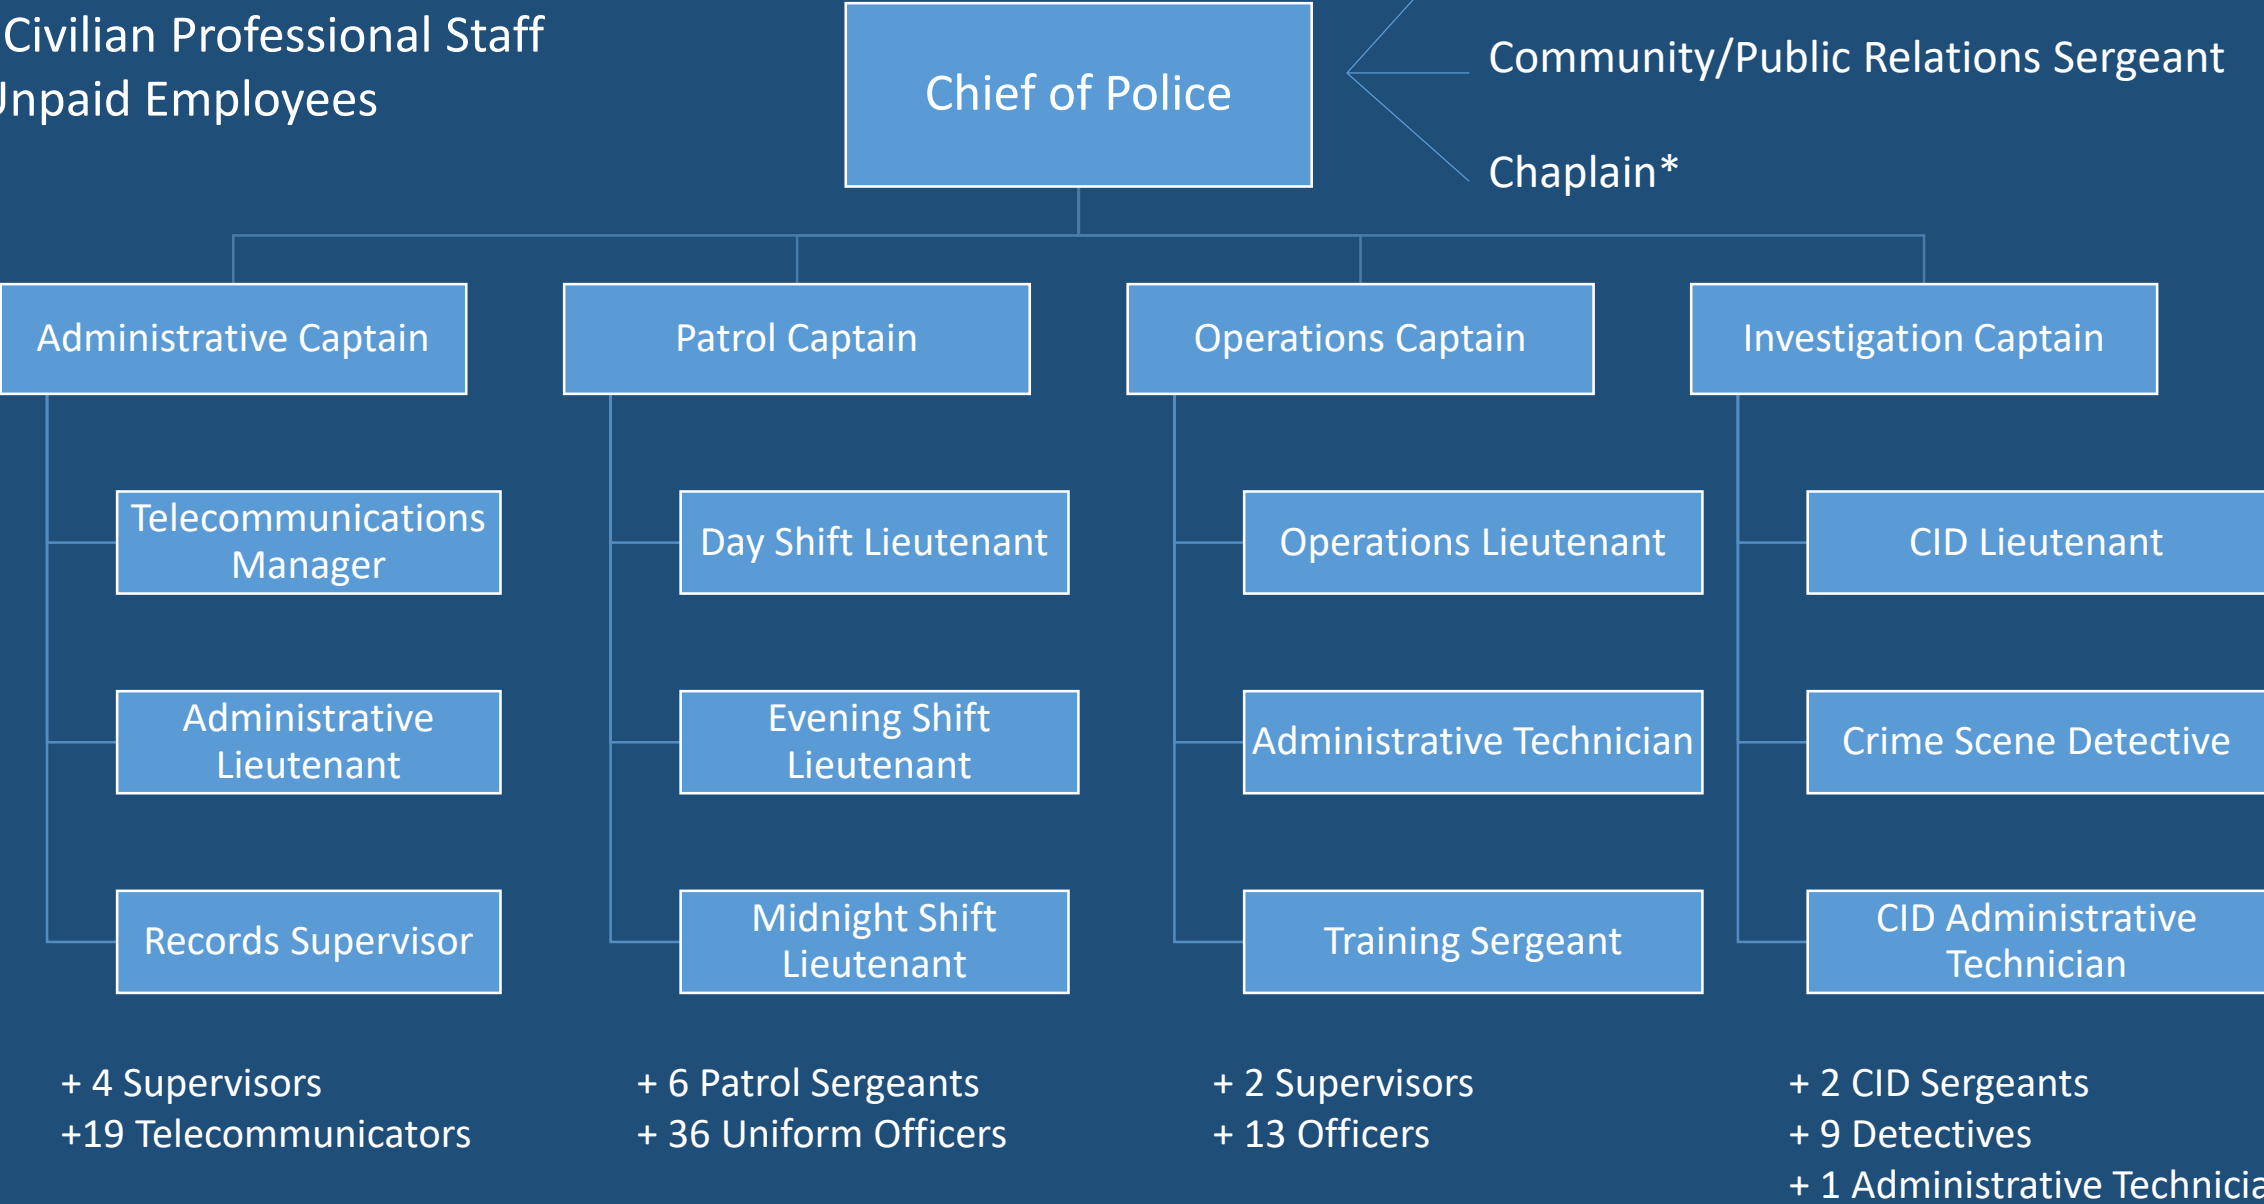 Civilian Professional Staff
Unpaid Employees
Chief of Police
Community/Public Relations Sergeant
Chaplain*
Administrative Captain
Patrol Captain
Operations Captain
Investigation Captain
Telecommunications
Manager
Day Shift Lieutenant
Operations Lieutenant
CID Lieutenant
Administrative
Lieutenant
Evening Shift
Lieutenant
Administrative Technician
Crime Scene Detective
Records Supervisor
Midnight Shift
Lieutenant
Training Sergeant
CID Administrative
Technician
+ 4 Supervisors
+19 Telecommunicators
+ 6 Patrol Sergeants
+ 36 Uniform Officers
+ 2 Supervisors
+ 13 Officers
+ 2 CID Sergeants
+ 9 Detectives
+ 1 Administrative Technicia